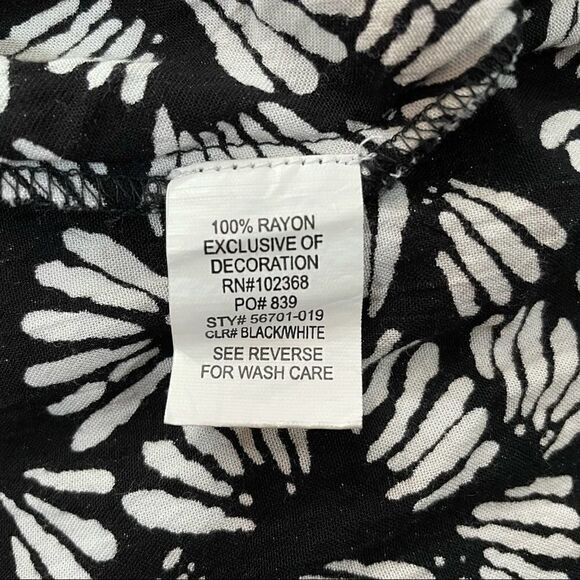 100% RAYON
EXCLUSIVE OF
DECORATION
RN#102368
PO# 839
STY# 56701-019
CLR# BLACK/WHITE
SEE REVERSE
FOR WASH CARE